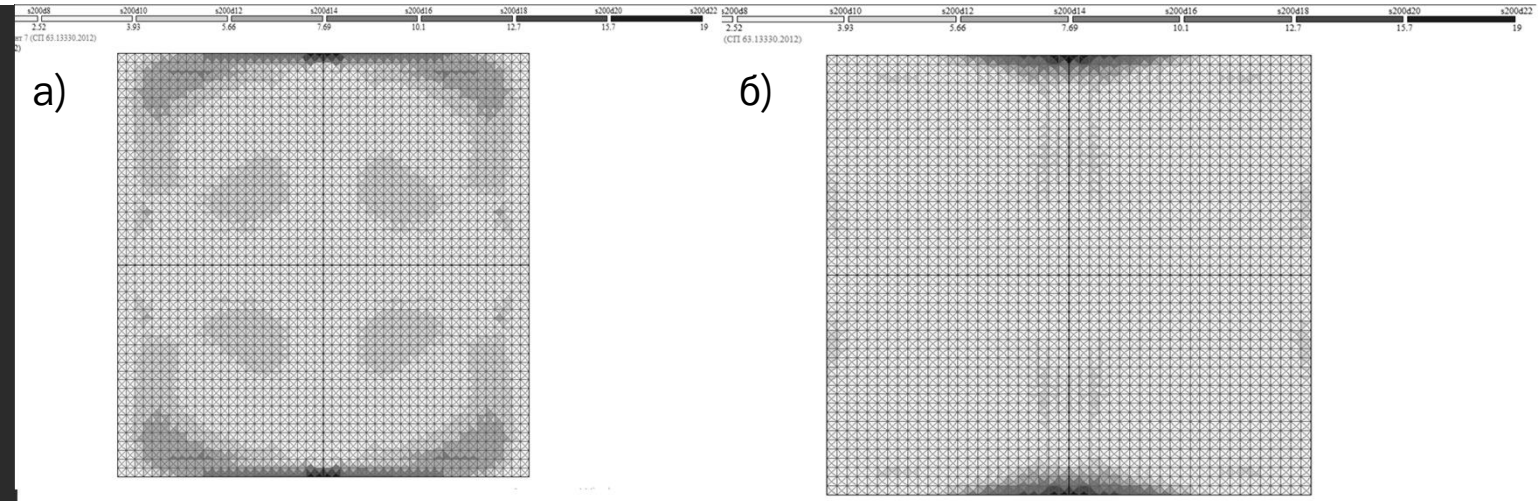 s200d8 s200d10 s200d12 s200d14 s200d16 s200d18 s200d20 s200d22
2.52 3.93 5.66 7.69 10.1 12.7 15.7 19
7 (СП 63.13330.2012)
2)
а)
s200d8 s200d10 s200d12 s200d14 s200d16 s200d18 s200d20 s200d22
2.52 3.93 5.66 7.69 10.1 12.7 15.7 19
(СП 63.13330.2012)
б)